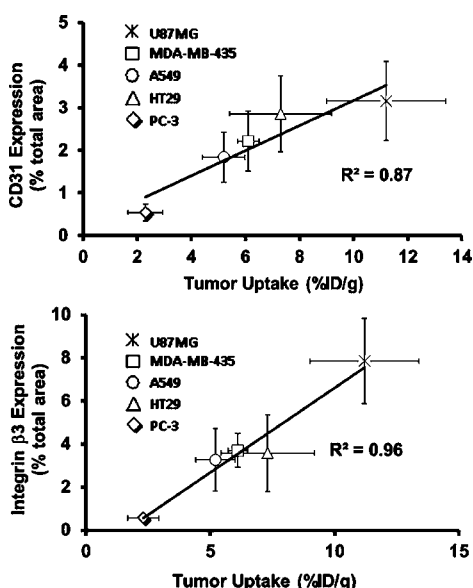 5
4
3
2
1
0
CD31 Expression
(% total area)
U87MG
MDA-MB-435
A549
HT29
PC-3
R² = 0.87
0 2 4 6 8 10 12 14
Tumor Uptake (%ID/g)
10
8
6
4
2
0
Integrin β3 Expression
(% total area)
U87MG
MDA-MB-435
A549
HT29
PC-3
R² = 0.96
0 5 10 15
Tumor Uptake (%ID/g)